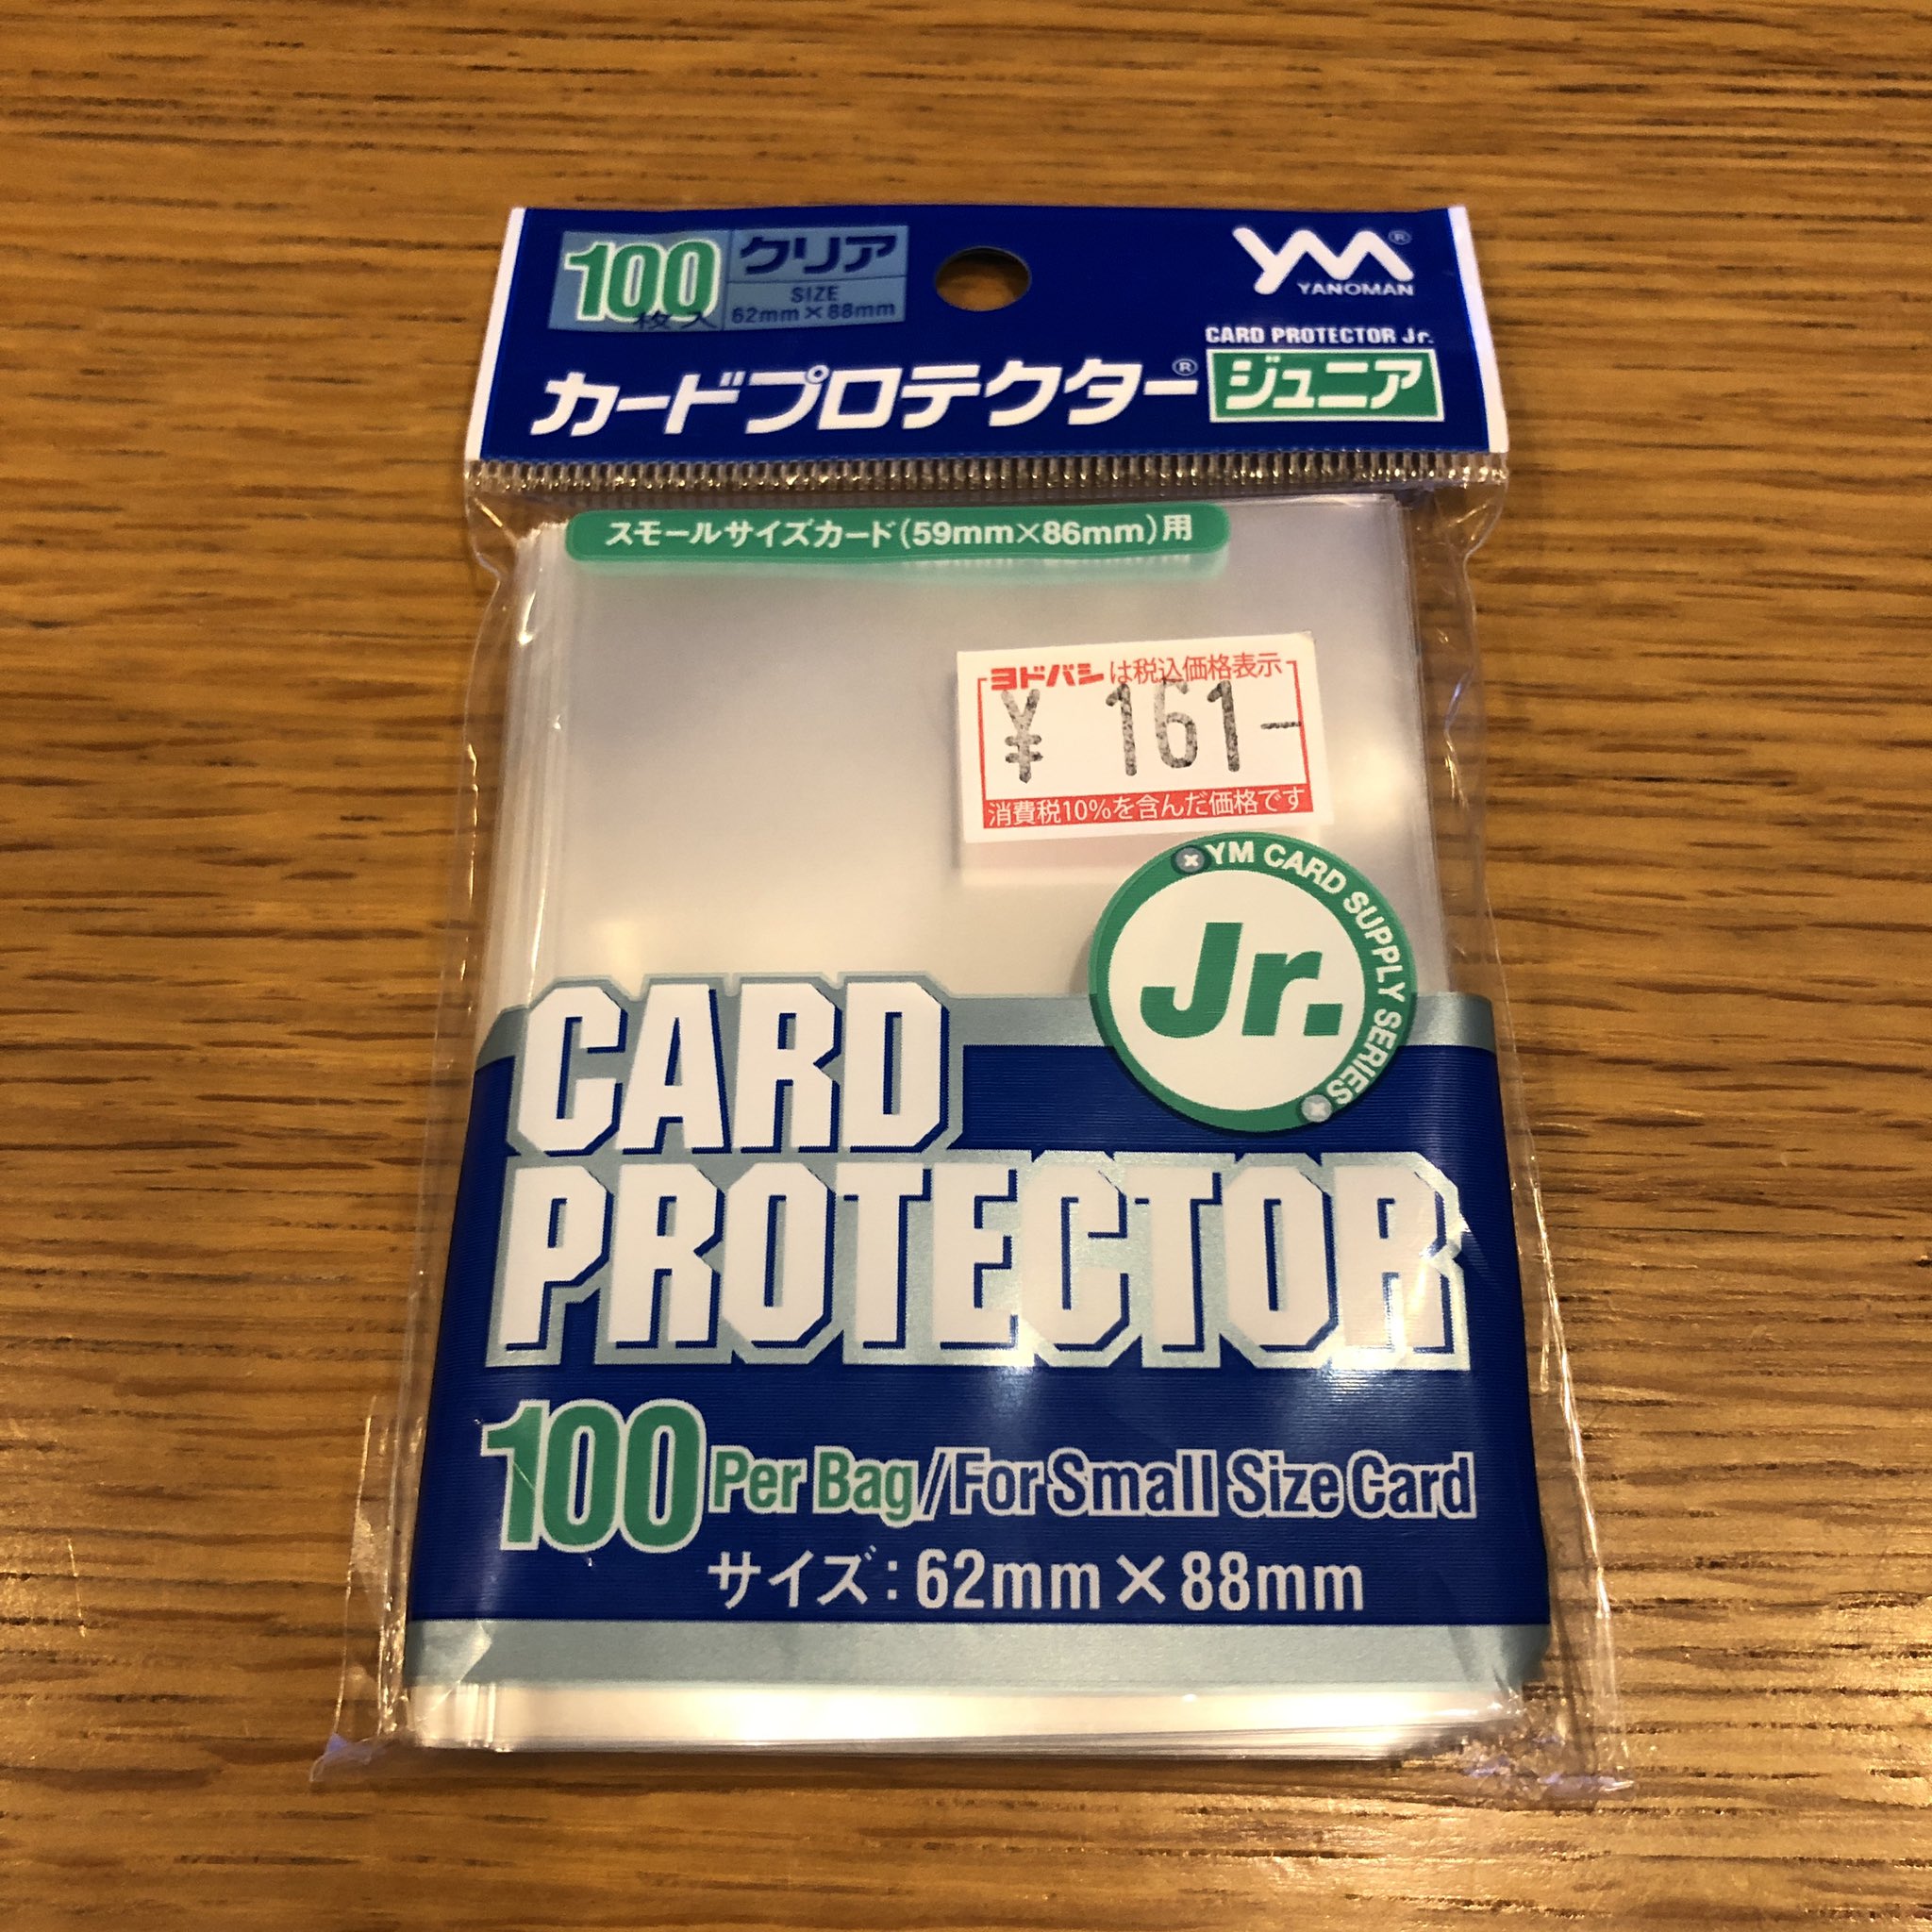 100
枚入
クリア
SIZE
62mm×88mm
YM®
YANOMAN
CARD PROTECTOR Jr.
カードプロテクター® ジュニア
スモールサイズカード(59mm×86mm)用
ヨドバシは税込価格表示
¥ 161-
消費税10%を含んだ価格です
YM CARD SUPPLY SERIES
Jr.
CARD
PROTECTOR
100 Per Bag/For Small Size Card
サイズ:62mm×88mm